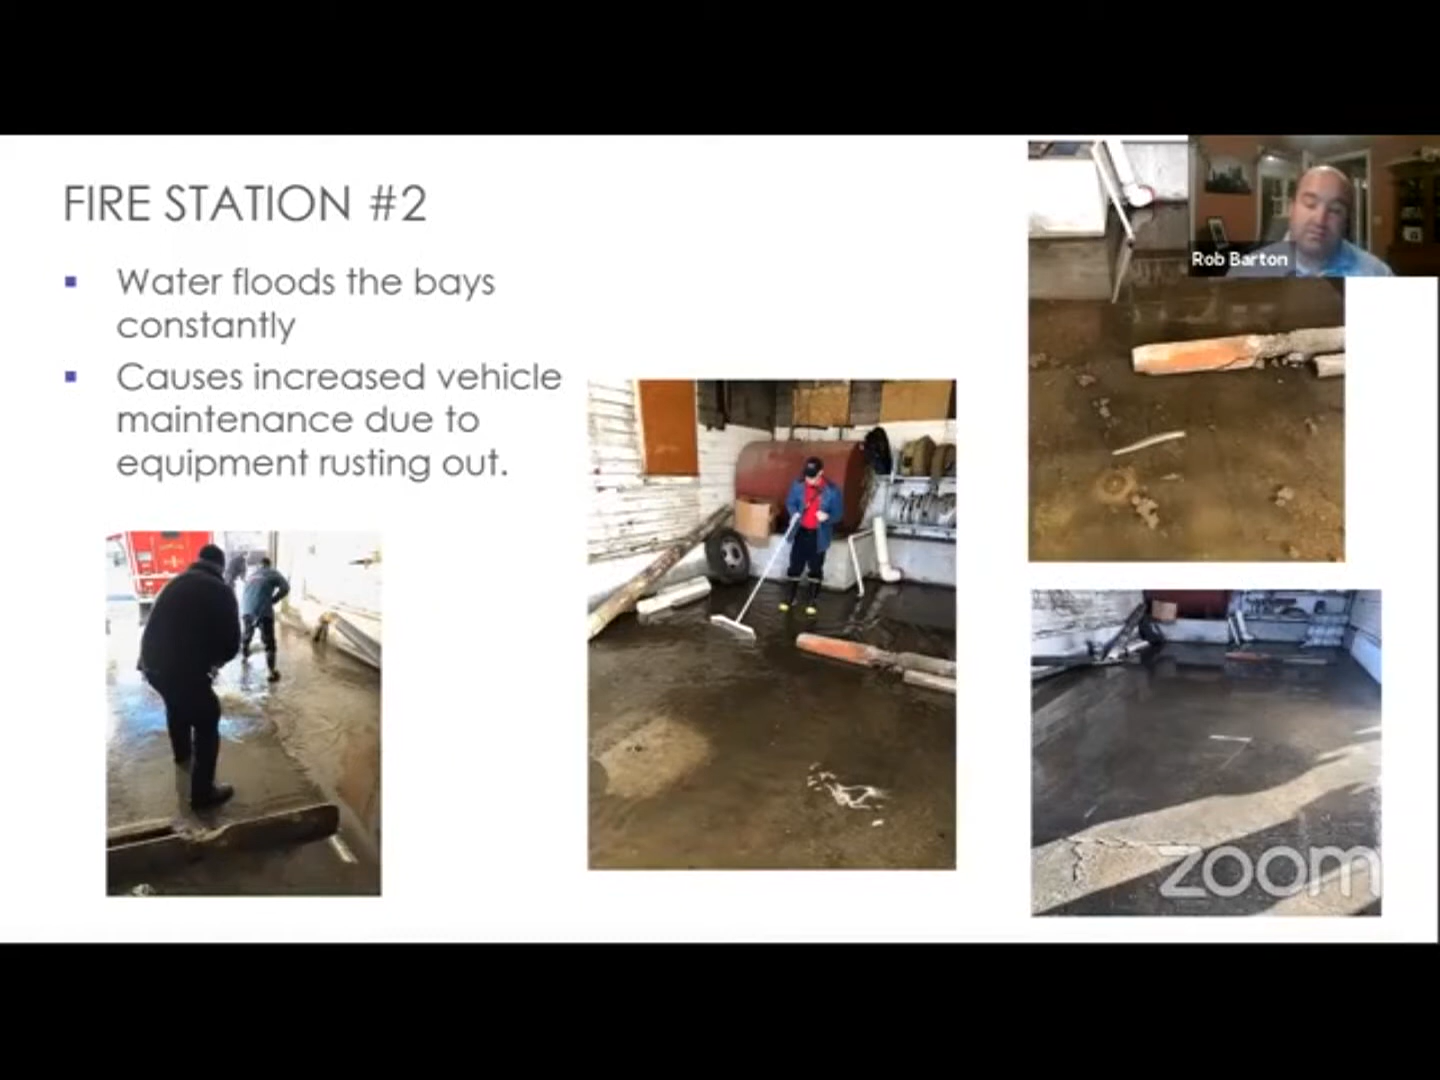 FIRE STATION #2
Water floods the bays
constantly
Causes increased vehicle
maintenance due to
equipment rusting out.
Rob Barton
zoom